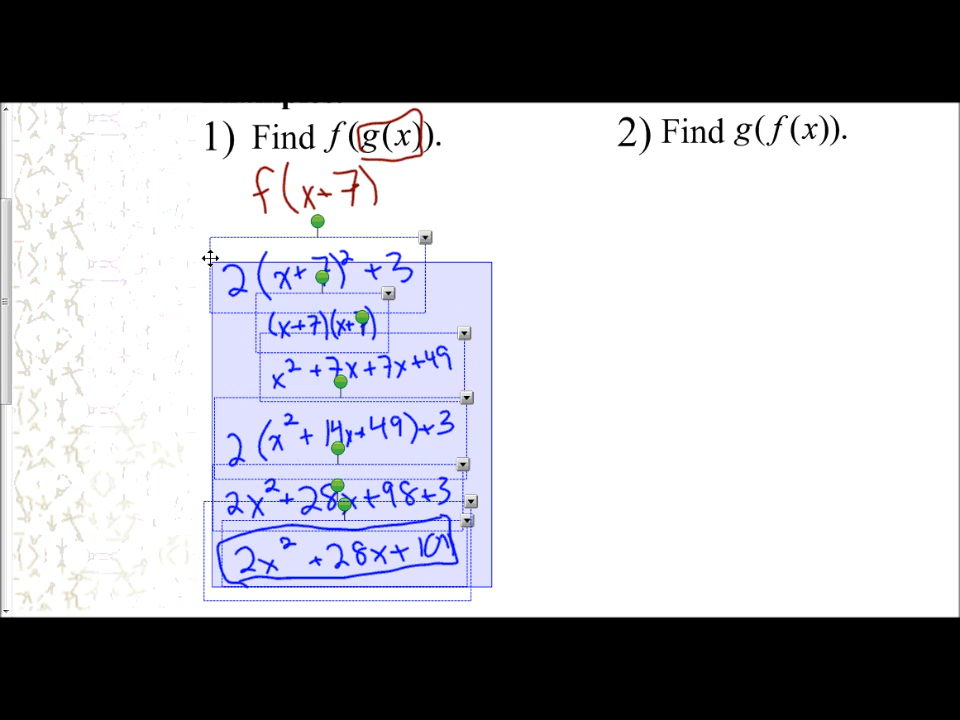 1) Find f(g(x)).
f(x+7)
2(x+7)² + 3
(x+7)(x+7)
x² + 7x + 7x + 49
2(x² + 14x + 49) + 3
2x² + 28x + 98 + 3
2x² + 28x + 101
2) Find g(f(x)).